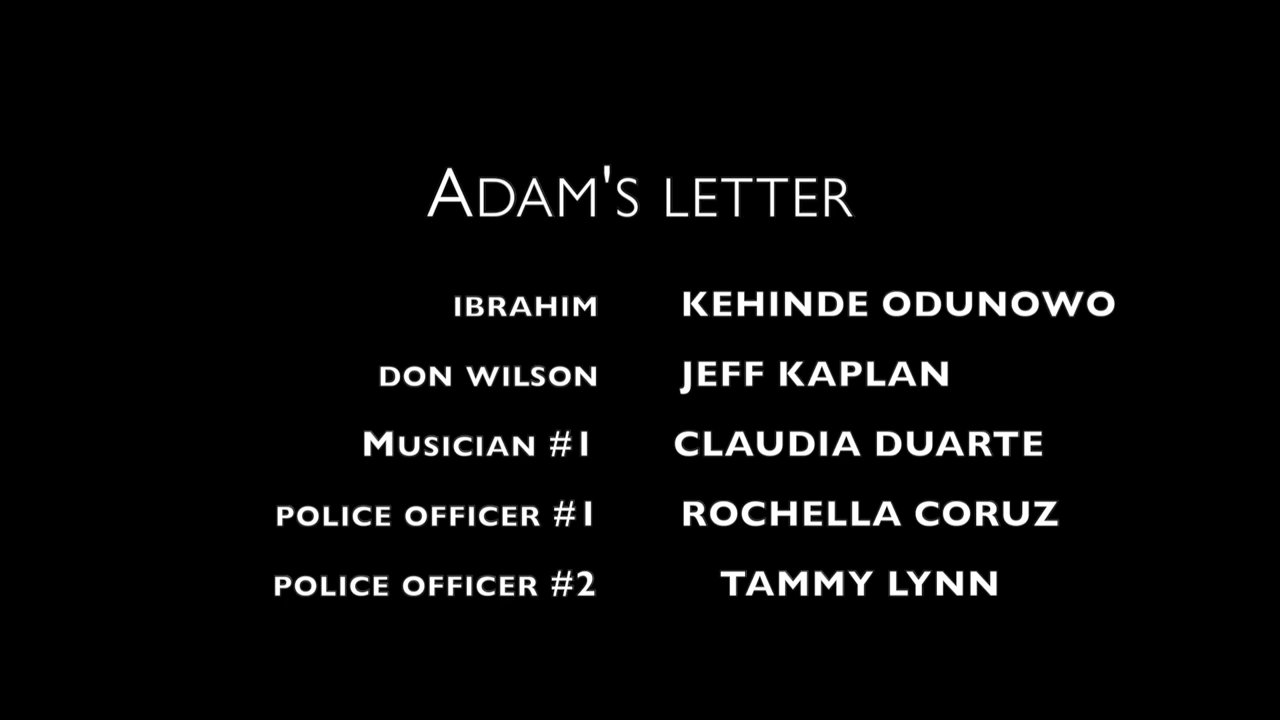 Adam's letter
IBRAHIM KEHINDE ODUNOWO
DON WILSON JEFF KAPLAN
Musician #1 CLAUDIA DUARTE
POLICE OFFICER #1 ROCHELLA CORUZ
POLICE OFFICER #2 TAMMY LYNN